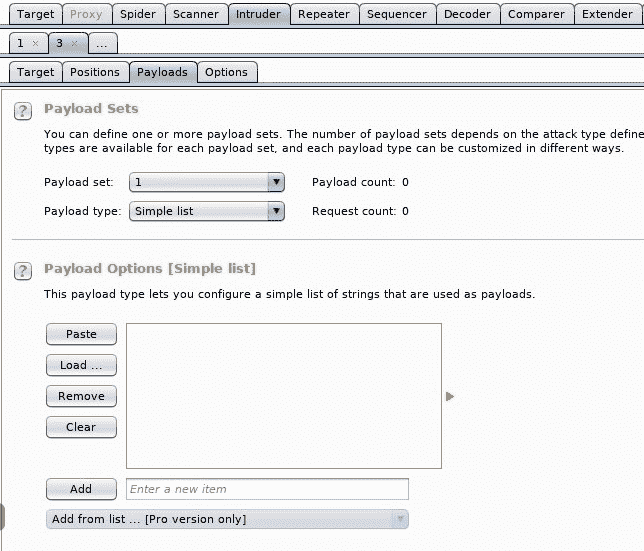 Target Proxy Spider Scanner Intruder Repeater Sequencer Decoder Comparer Extender
1 × 3 × ...
Target Positions Payloads Options
? Payload Sets
You can define one or more payload sets. The number of payload sets depends on the attack type define
types are available for each payload set, and each payload type can be customized in different ways.
Payload set: 1 Payload count: 0
Payload type: Simple list Request count: 0
? Payload Options [Simple list]
This payload type lets you configure a simple list of strings that are used as payloads.
Paste
Load ...
Remove
Clear
Add Enter a new item
Add from list ... [Pro version only]